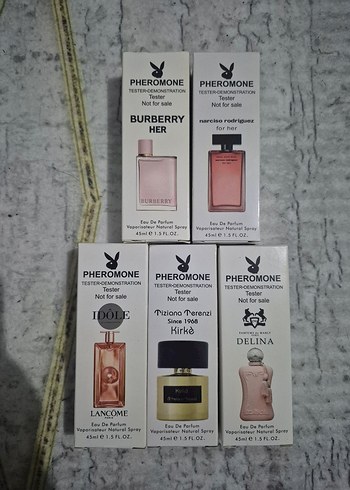 PHEROMONE
TESTER-DEMONSTRATION
Tester
Not for sale
BURBERRY
HER
BURBERRY
Eau De Parfum
Vaporisateur Natural Spray
45ml e 1.5 FL OZ.
PHEROMONE
TESTER-DEMONSTRATION
Tester
Not for sale
narciso rodriguez
for her
Eau De Parfum
Vaporisateur Natural Spray
45ml e 1.5 FL OZ.
PHEROMONE
TESTER-DEMONSTRATION
Tester
Not for sale
IDÔLE
LANCÔME
Eau De Parfum
Vaporisateur Natural Spray
45ml e 1.5 FL OZ.
PHEROMONE
TESTER-DEMONSTRATION
Tester
Not for sale
Tiziana Terenzi
Since 1968
Kirkè
Eau De Parfum
Vaporisateur Natural Spray
45ml e 1.5 FL OZ.
PHEROMONE
TESTER-DEMONSTRATION
Tester
Not for sale
PARFUMS de MARLY
DELINA
Eau De Parfum
Vaporisateur Natural Spray
45ml e 1.5 FL OZ.